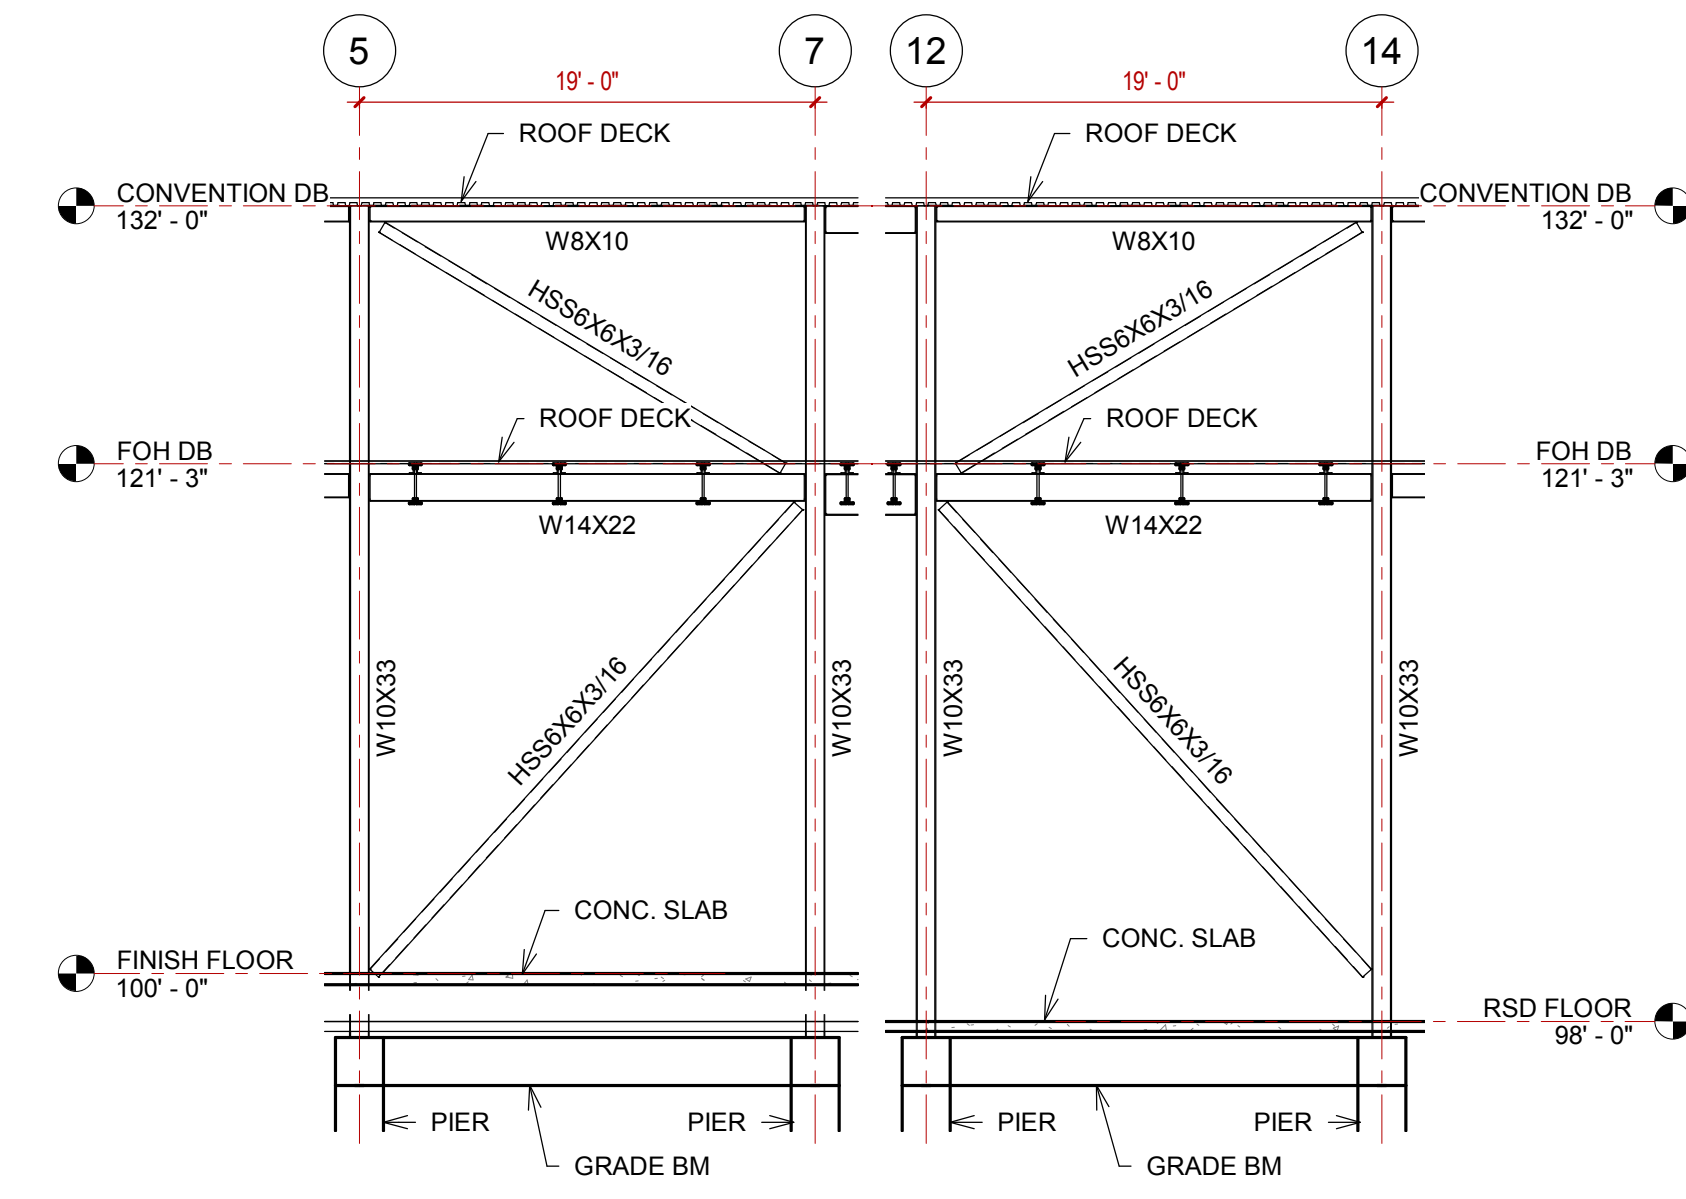 5
7
12
14
19' - 0"
19' - 0"
ROOF DECK
ROOF DECK
CONVENTION DB
132' - 0"
CONVENTION DB
132' - 0"
W8X10
W8X10
HSS6X6X3/16
HSS6X6X3/16
ROOF DECK
ROOF DECK
FOH DB
121' - 3"
FOH DB
121' - 3"
W14X22
W14X22
W10X33
HSS6X6X3/16
W10X33
W10X33
HSS6X6X3/16
W10X33
CONC. SLAB
CONC. SLAB
FINISH FLOOR
100' - 0"
RSD FLOOR
98' - 0"
PIER
PIER
PIER
PIER
GRADE BM
GRADE BM